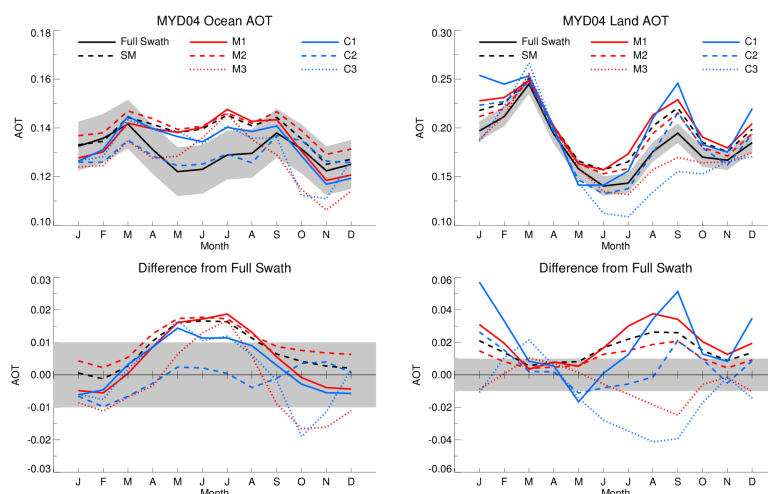 MYD04 Ocean AOT
0.18
0.16
0.14
0.12
0.10
AOT
Full Swath
SM
M1
M2
M3
C1
C2
C3
J F M A M J J A S O N D
Month
MYD04 Land AOT
0.30
0.25
0.20
0.15
0.10
AOT
Full Swath
SM
M1
M2
M3
C1
C2
C3
J F M A M J J A S O N D
Month
Difference from Full Swath
0.03
0.02
0.01
0.00
-0.01
-0.02
-0.03
AOT
J F M A M J J A S O N D
Month
Difference from Full Swath
0.06
0.04
0.02
0.00
-0.02
-0.04
-0.06
AOT
J F M A M J J A S O N D
Month